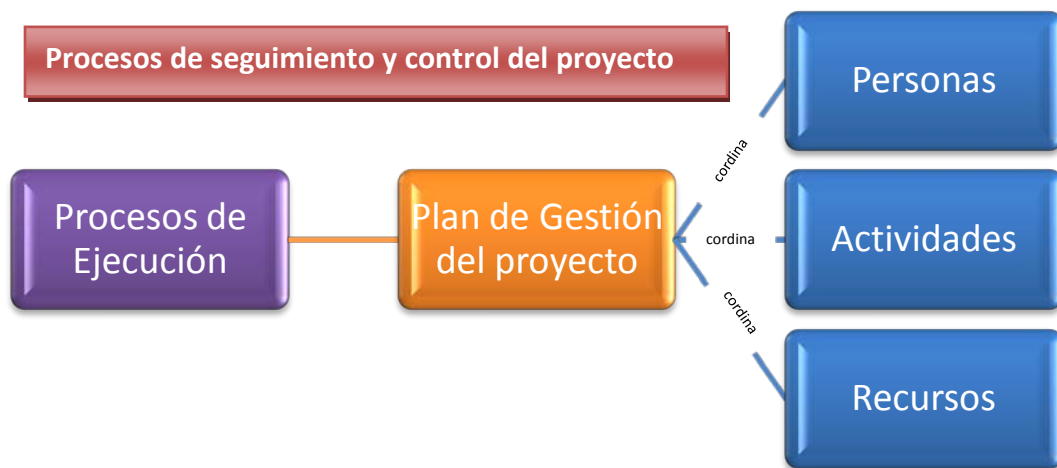 Procesos de seguimiento y control del proyecto
Procesos de
Ejecución
Plan de Gestión
del proyecto
cordina
cordina
cordina
Personas
Actividades
Recursos